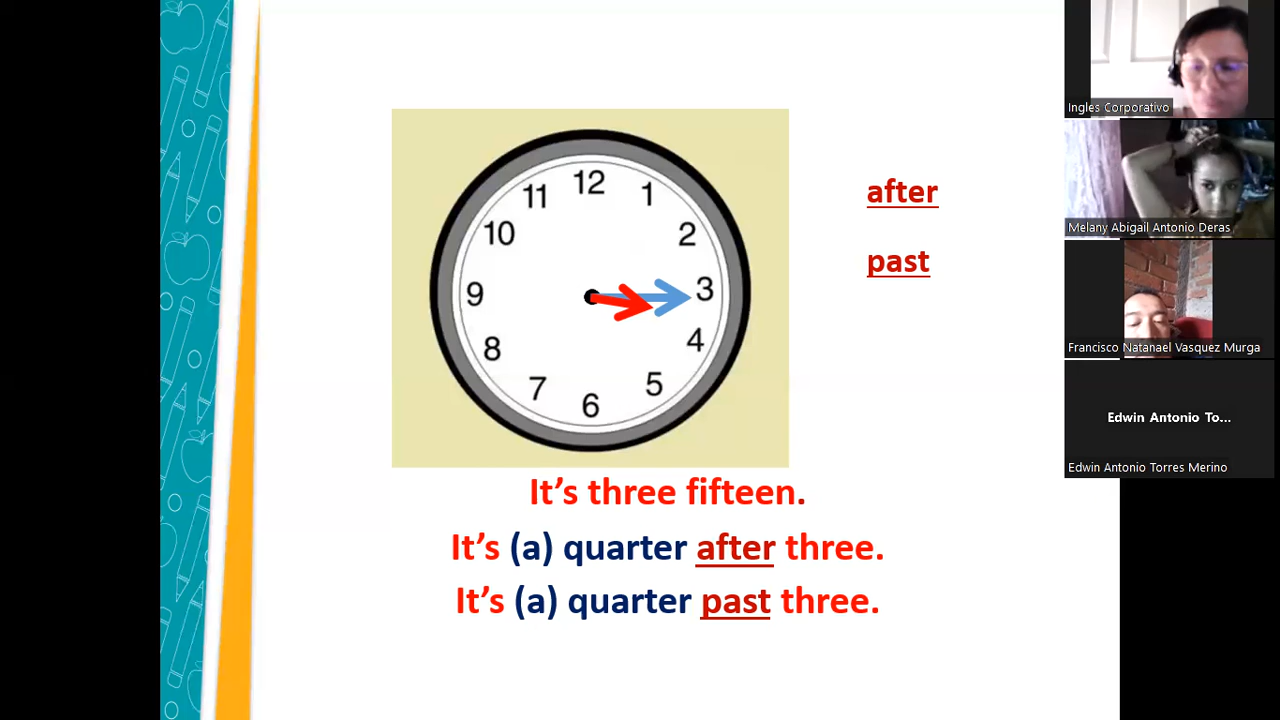 12
11
1
10
2
9
3
8
4
7
5
6
after
past
It's three fifteen.
It's (a) quarter after three.
It's (a) quarter past three.
Ingles Corporativo
Melany Abigail Antonio Deras
Francisco Natanael Vasquez Murga
Edwin Antonio To...
Edwin Antonio Torres Merino